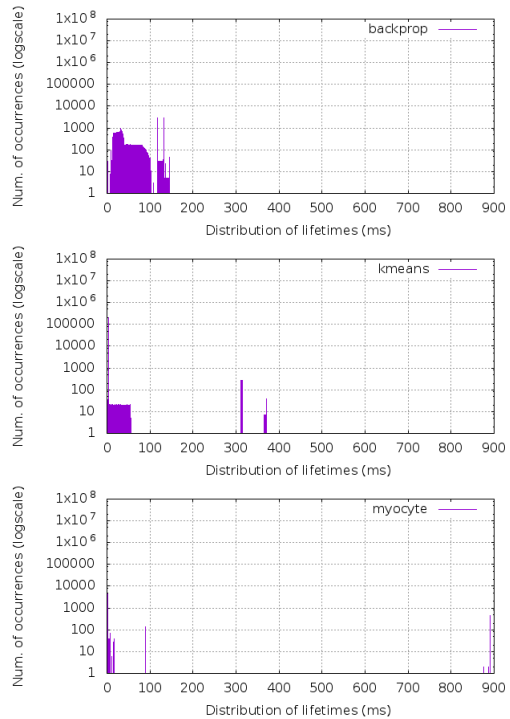 Num. of occurrences (logscale)
1x10^8
1x10^7
1x10^6
100000
10000
1000
100
10
1
backprop
0 100 200 300 400 500 600 700 800 900
Distribution of lifetimes (ms)
Num. of occurrences (logscale)
1x10^8
1x10^7
1x10^6
100000
10000
1000
100
10
1
kmeans
0 100 200 300 400 500 600 700 800 900
Distribution of lifetimes (ms)
Num. of occurrences (logscale)
1x10^8
1x10^7
1x10^6
100000
10000
1000
100
10
1
myocyte
0 100 200 300 400 500 600 700 800 900
Distribution of lifetimes (ms)